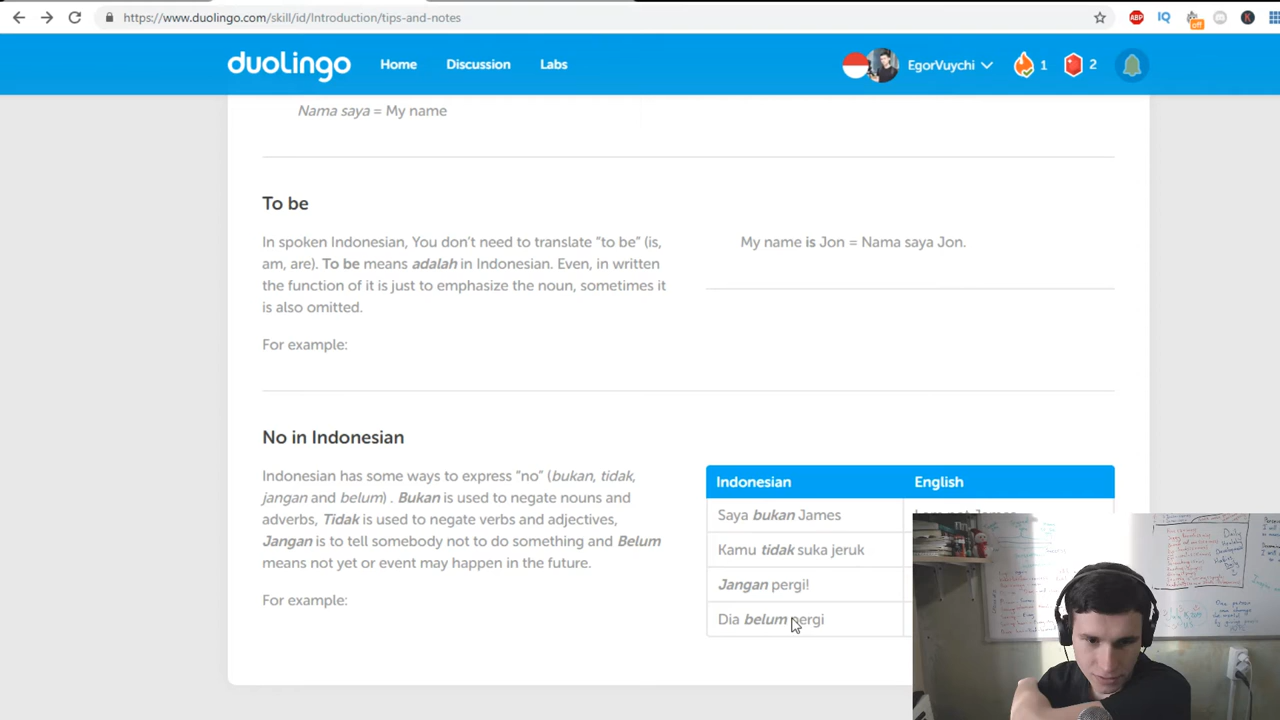 https://www.duolingo.com/skill/id/Introduction/tips-and-notes
ABP
IQ
off
K
duolingo
Home
Discussion
Labs
EgorVuychi
1
2
Nama saya = My name
To be
In spoken Indonesian, You don't need to translate "to be" (is,
am, are). To be means adalah in Indonesian. Even, in written
the function of it is just to emphasize the noun, sometimes it
is also omitted.
For example:
My name is Jon = Nama saya Jon.
No in Indonesian
Indonesian has some ways to express "no" (bukan, tidak,
jangan and belum) . Bukan is used to negate nouns and
adverbs, Tidak is used to negate verbs and adjectives,
Jangan is to tell somebody not to do something and Belum
means not yet or event may happen in the future.
For example:
Indonesian English
Saya bukan James
Kamu tidak suka jeruk
Jangan pergi!
Dia belum pergi
Daily